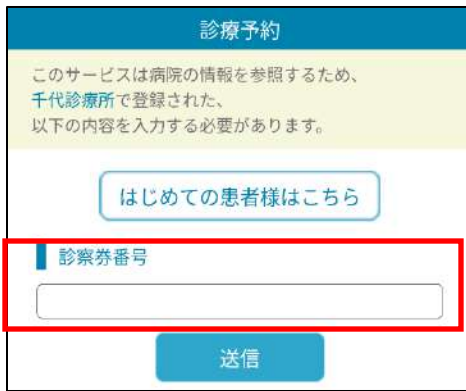 診療予約
このサービスは病院の情報を参照するため、
千代診療所で登録された、
以下の内容を入力する必要があります。
はじめての患者様はこちら
診察券番号
送信